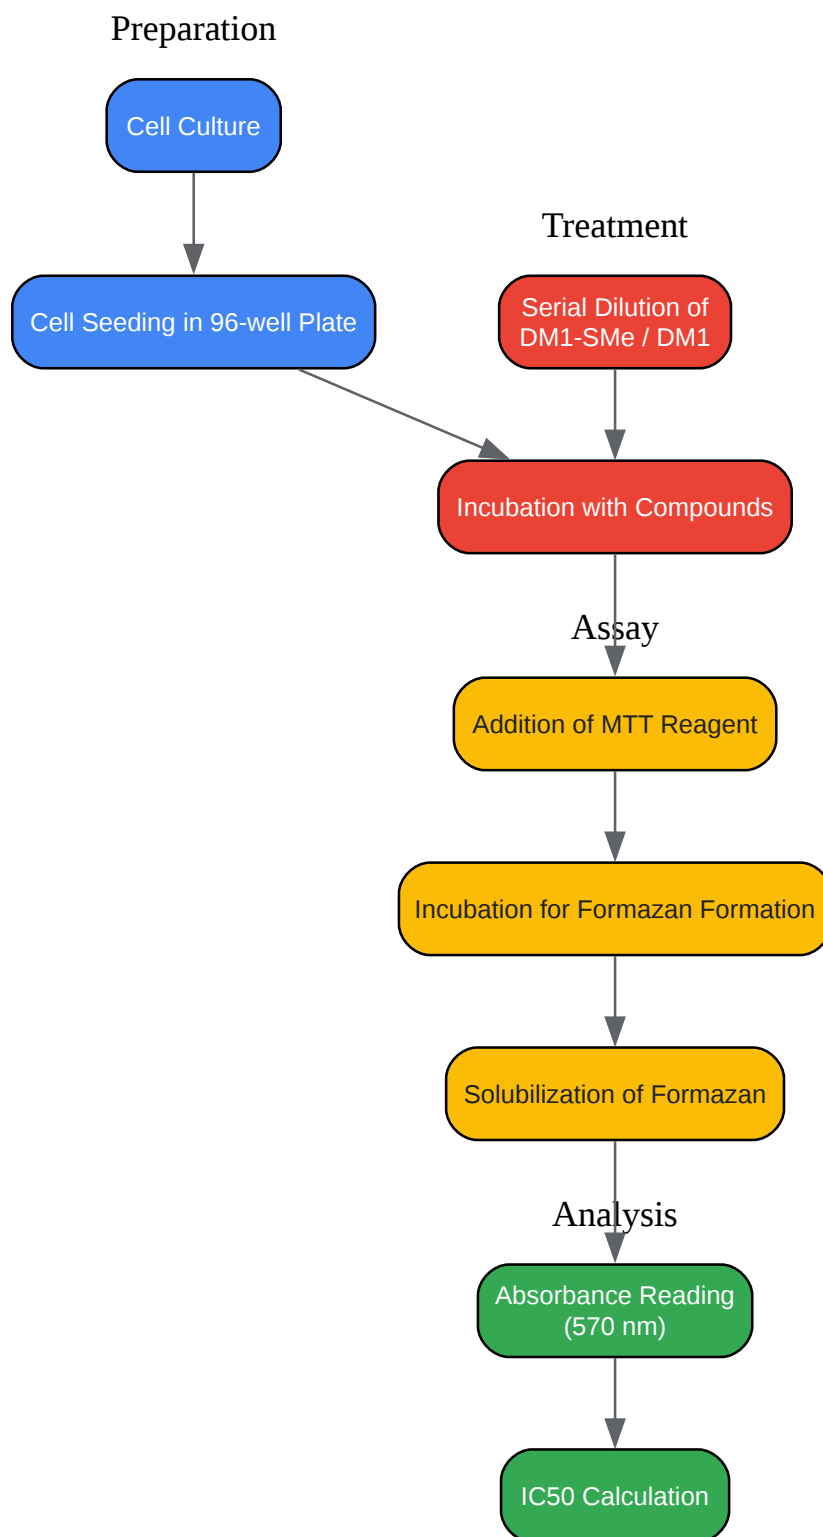 Preparation
Cell Culture
Treatment
Cell Seeding in 96-well Plate
Serial Dilution of
DM1-SMe / DM1
Incubation with Compounds
Assay
Addition of MTT Reagent
Incubation for Formazan Formation
Solubilization of Formazan
Analysis
Absorbance Reading
(570 nm)
IC50 Calculation